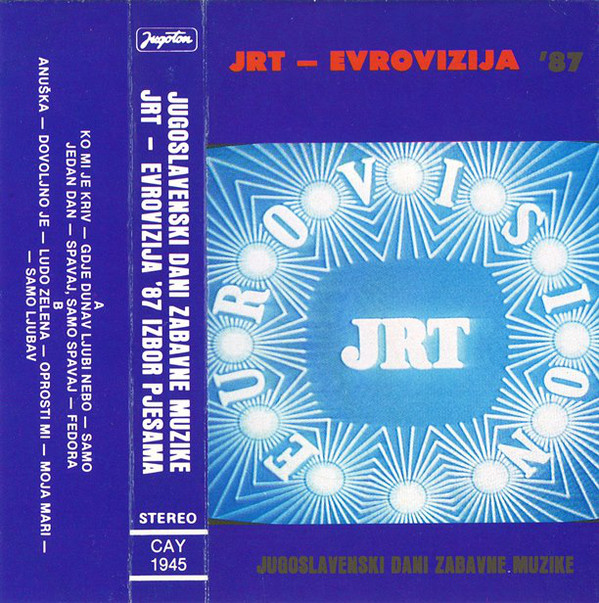 ANUŠKA — DOVOLJNO JE — LUDO ZELENA — OPROSTI MI — MOJA MARI —
— SAMO LJUBAV
B
JEDAN DAN — SPAVAJ, SAMO SPAVAJ — FEDORA
KO MI JE KRIV — GDJE DUNAV LJUBI NEBO — SAMO
A
Jugoton
JUGOSLAVENSKI DANI ZABAVNE MUZIKE
JRT — EVROVIZIJA '87 IZBOR PJESAMA
STEREO
CAY
1945
JRT — EVROVIZIJA '87
EUROVISION
JRT
JUGOSLAVENSKI DANI ZABAVNE MUZIKE